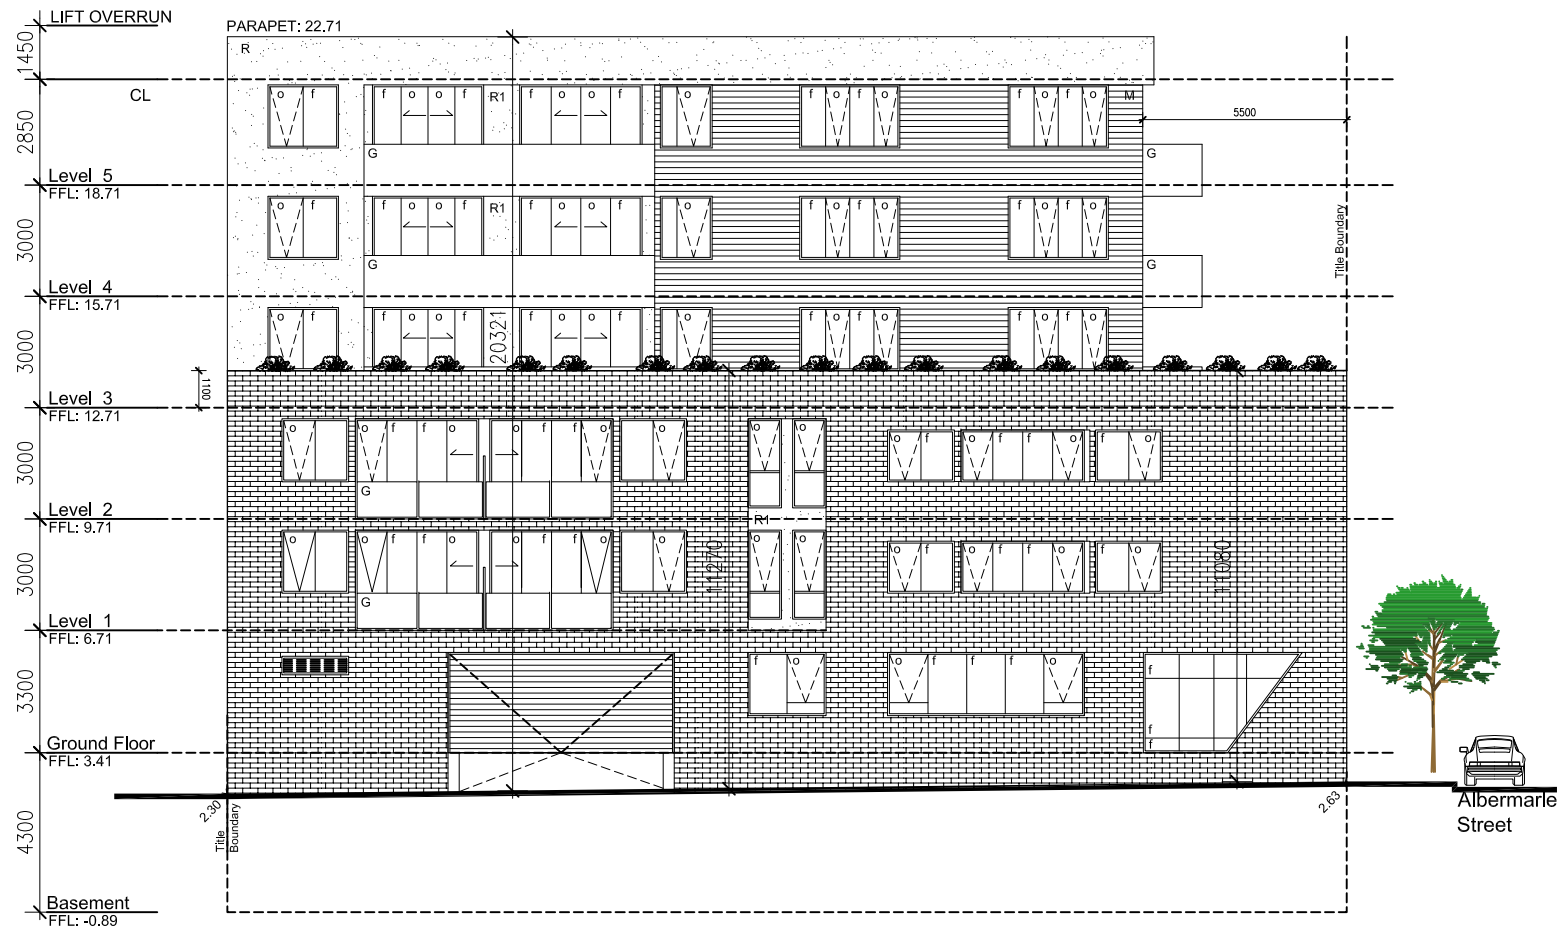 LIFT OVERRUN
PARAPET: 22.71
1450
R
CL
o f f o o f R1 f o o f o f o f o f o f o M
5500
2850
G G
Level 5
FFL: 18.71
o f f o o f R1 f o o f o f o f o f o f o
3000
Title Boundary
G G
Level 4
FFL: 15.71
o f f o o f f o o f o f o f o f o f o
20321
3000
1100
Level 3
FFL: 12.71
o o f f o o f f o o o o o f f o f o
3000
G
Level 2
FFL: 9.71
R1
o o f f o o f f o o o o o f o f f o f o
3000
11270
11080
G
Level 1
FFL: 6.71
f o o f f f o f
3300
f
f
Ground Floor
FFL: 3.41
2.30
Title
Boundary
2.63
Albermarle
Street
4300
Basement
FFL: -0.89